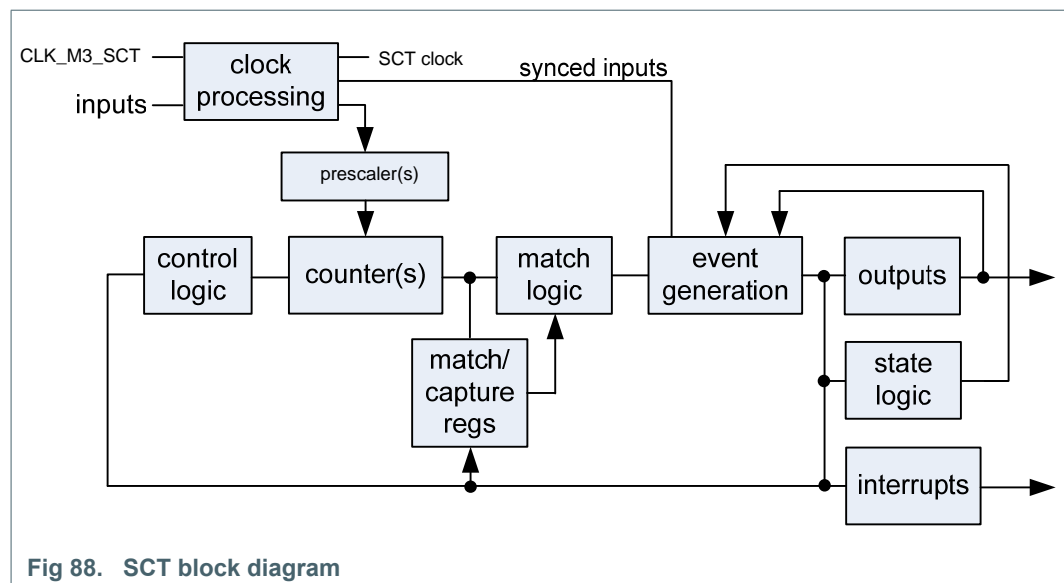 CLK_M3_SCT
inputs
clock
processing
SCT clock
synced inputs
prescaler(s)
control
logic
counter(s)
match
logic
event
generation
outputs
match/
capture
regs
state
logic
interrupts
Fig 88. SCT block diagram